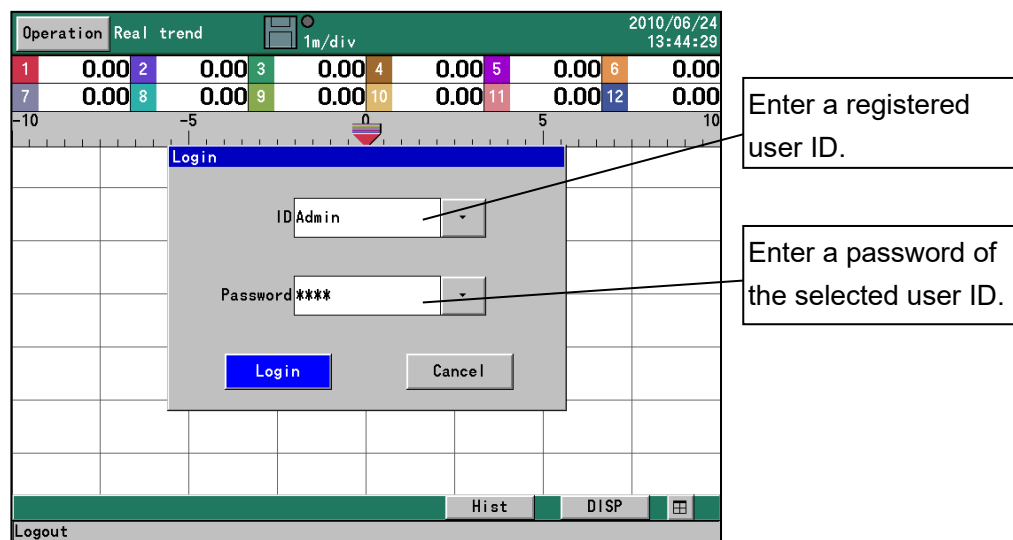 Operation Real trend 1m/div 2010/06/24
13:44:29
1 0.00 2 0.00 3 0.00 4 0.00 5 0.00 6 0.00
7 0.00 8 0.00 9 0.00 10 0.00 11 0.00 12 0.00
-10 -5 0 5 10
Login
ID Admin
Password ****
Login Cancel
Hist DISP
Logout
Enter a registered
user ID.
Enter a password of
the selected user ID.